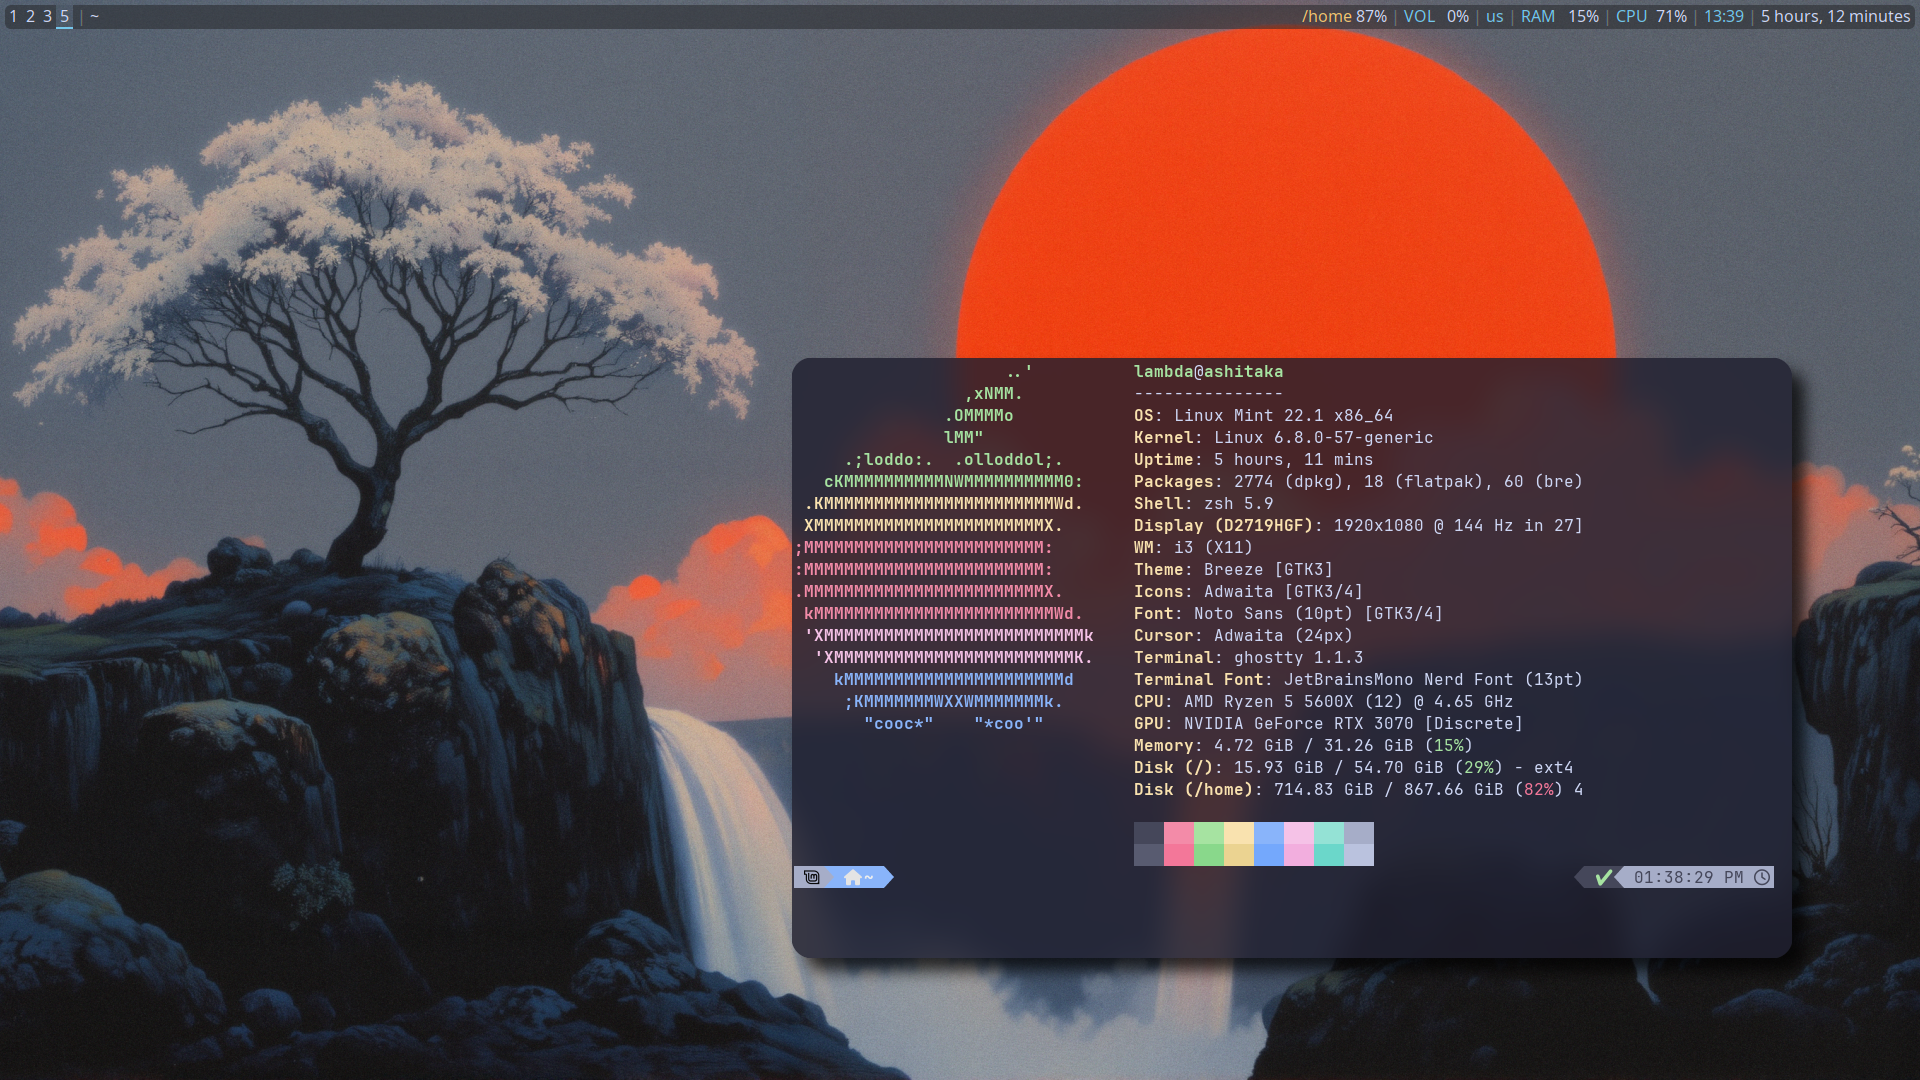 1 2 3 5 | ~
/home 87% | VOL 0% | us | RAM 15% | CPU 71% | 13:39 | 5 hours, 12 minutes
..'
,xNMM.
.OMMMMo
lMM"
.;loddo:. .olloddol;.
cKMMMMMMMMMMNWMMMMMMMMMM0:
.KMMMMMMMMMMMMMMMMMMMMMMMWd.
XMMMMMMMMMMMMMMMMMMMMMMMX.
;MMMMMMMMMMMMMMMMMMMMMMMM:
:MMMMMMMMMMMMMMMMMMMMMMMM:
.MMMMMMMMMMMMMMMMMMMMMMMMX.
kMMMMMMMMMMMMMMMMMMMMMMMMWd.
'XMMMMMMMMMMMMMMMMMMMMMMMMMMk
'XMMMMMMMMMMMMMMMMMMMMMMMMK.
kMMMMMMMMMMMMMMMMMMMMMMd
;KMMMMMMMWXXWMMMMMMMk.
"cooc*" "*coo'"
lambda@ashitaka
---------------
OS: Linux Mint 22.1 x86_64
Kernel: Linux 6.8.0-57-generic
Uptime: 5 hours, 11 mins
Packages: 2774 (dpkg), 18 (flatpak), 60 (bre)
Shell: zsh 5.9
Display (D2719HGF): 1920x1080 @ 144 Hz in 27]
WM: i3 (X11)
Theme: Breeze [GTK3]
Icons: Adwaita [GTK3/4]
Font: Noto Sans (10pt) [GTK3/4]
Cursor: Adwaita (24px)
Terminal: ghostty 1.1.3
Terminal Font: JetBrainsMono Nerd Font (13pt)
CPU: AMD Ryzen 5 5600X (12) @ 4.65 GHz
GPU: NVIDIA GeForce RTX 3070 [Discrete]
Memory: 4.72 GiB / 31.26 GiB (15%)
Disk (/): 15.93 GiB / 54.70 GiB (29%) - ext4
Disk (/home): 714.83 GiB / 867.66 GiB (82%) 4
~
01:38:29 PM